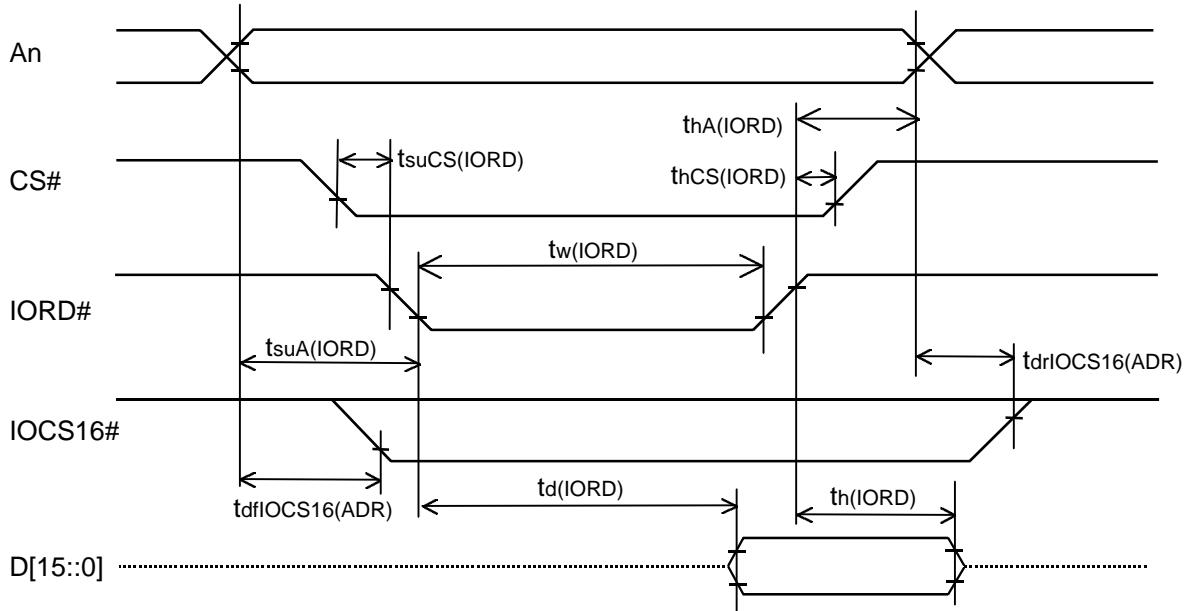 An
thA(IORD)
tsuCS(IORD)
thCS(IORD)
CS#
tw(IORD)
IORD#
tsuA(IORD)
tdrIOCS16(ADR)
IOCS16#
td(IORD)
th(IORD)
tdfIOCS16(ADR)
D[15::0]